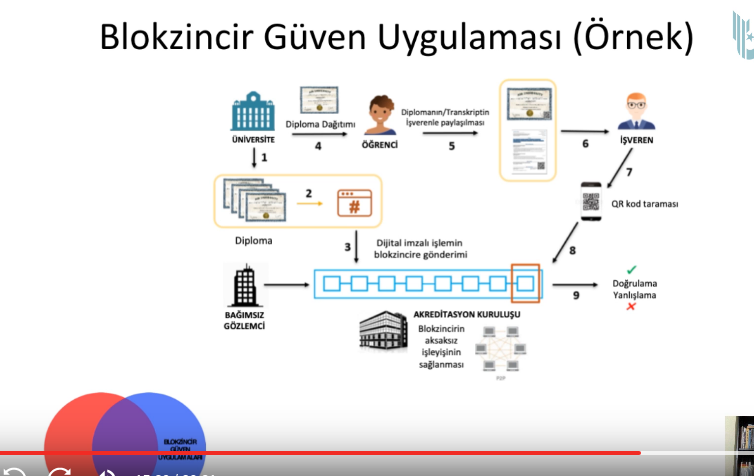 Blokzincir Güven Uygulaması (Örnek)
Diploma Dağıtımı
Diplomanın/Transkriptin
İşverenle paylaşılması
ÜNİVERSİTE
4
ÖĞRENCİ
5
6
İŞVEREN
1
7
2
#
QR kod taraması
Diploma
3
Dijital imzalı işlemin
blokzincire gönderimi
8
9
Doğrulama
Yanlışlama
BAĞIMSIZ
GÖZLEMCİ
AKREDİTASYON KURULUŞU
Blokzincirin
aksaksız
işleyişinin
sağlanması
P2P
BLOKZİNCİR
GÜVEN
UYGULAMALARI